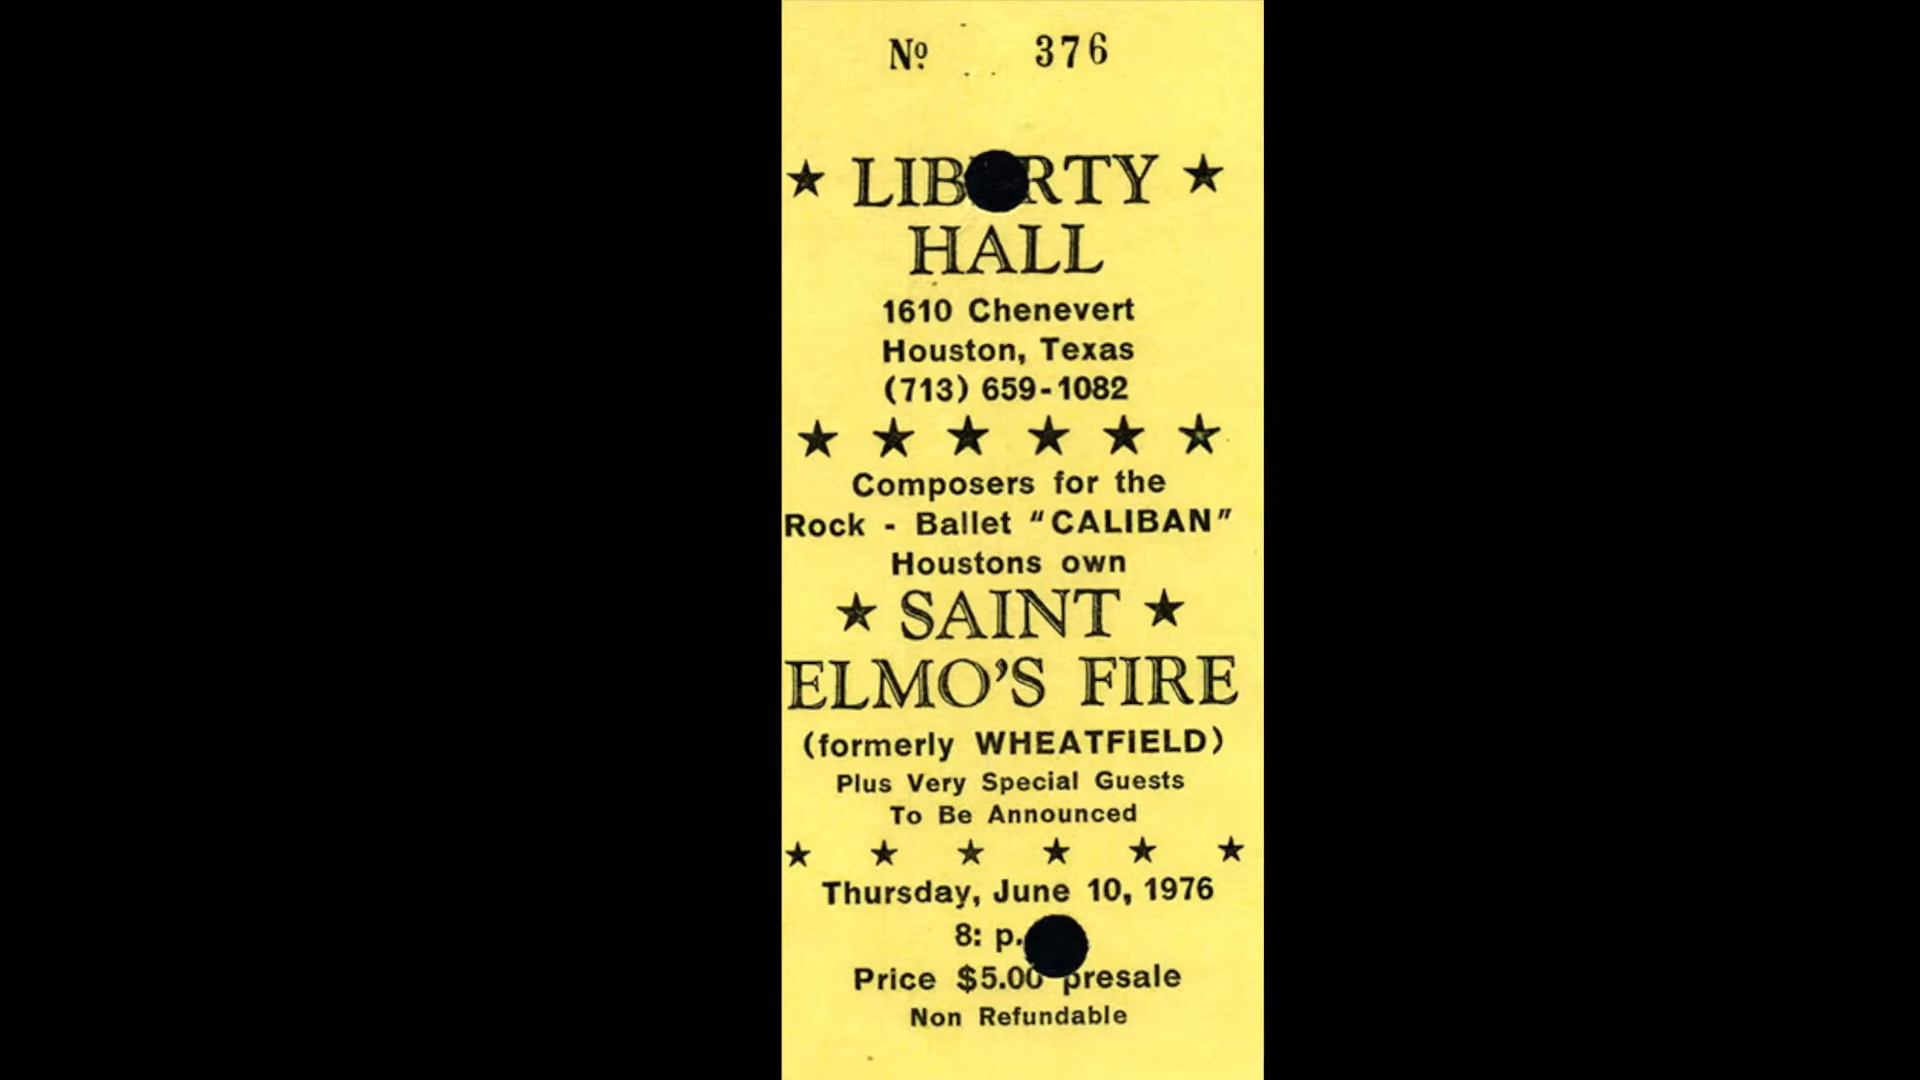 Nº 376
★ LIBERTY ★
HALL
1610 Chenevert
Houston, Texas
(713) 659-1082
★ ★ ★ ★ ★ ★
Composers for the
Rock - Ballet "CALIBAN"
Houstons own
★ SAINT ★
ELMO'S FIRE
(formerly WHEATFIELD)
Plus Very Special Guests
To Be Announced
★ ★ ★ ★ ★ ★
Thursday, June 10, 1976
8: p.
Price $5.00 presale
Non Refundable